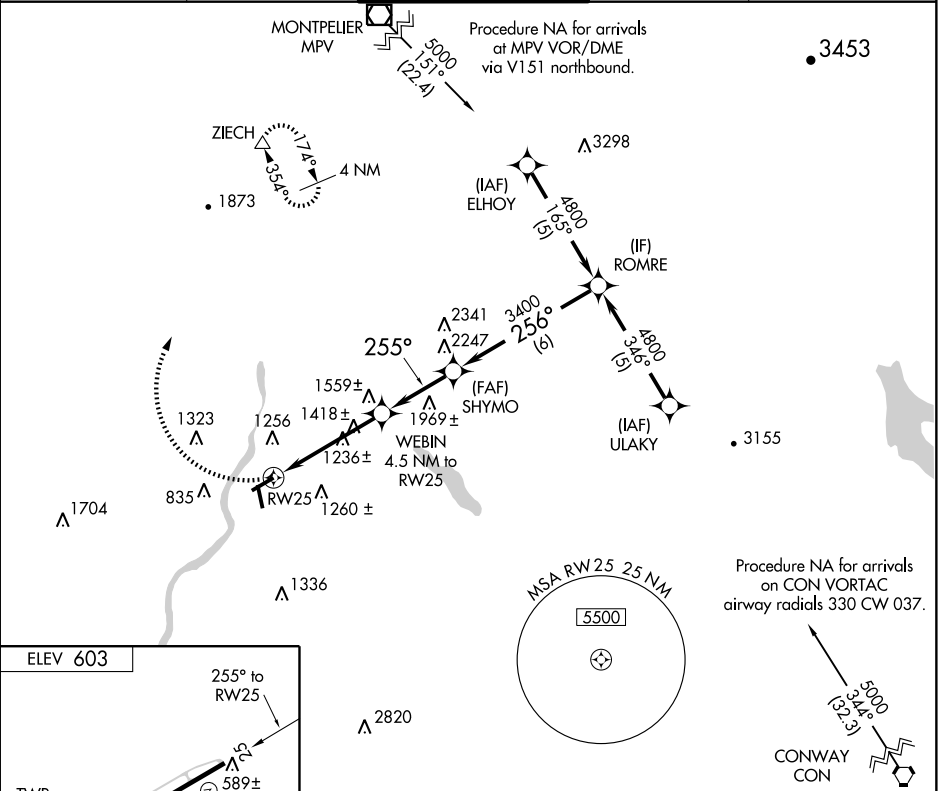 MONTPELIER
MPV
5000
151°
(22.4)
Procedure NA for arrivals
at MPV VOR/DME
via V151 northbound.
3453
ZIECH
174°
354°
4 NM
1873
3298
(IAF)
ELHOY
4800
165°
(5)
(IF)
ROMRE
2341
2247
3400
256°
(6)
4800
346°
(5)
255°
(FAF)
SHYMO
1559±
1418±
1969±
(IAF)
ULAKY
3155
1323
1256
1236±
WEBIN
4.5 NM to
RW25
835
RW25
1260 ±
1704
1336
MSA RW25 25 NM
5500
Procedure NA for arrivals
on CON VORTAC
airway radials 330 CW 037.
5000
344°
(32.3)
CONWAY
CON
ELEV 603
255° to
RW25
25
589±
2820